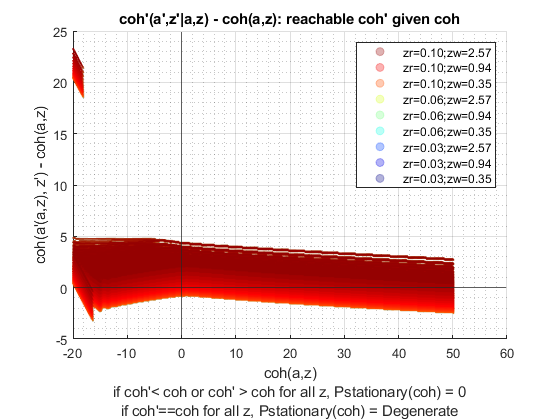 coh'(a',z'|a,z) - coh(a,z): reachable coh' given coh
25
20
15
10
5
0
-5
coh(a'(a,z), z') - coh(a,z)
zr=0.10;zw=2.57
zr=0.10;zw=0.94
zr=0.10;zw=0.35
zr=0.06;zw=2.57
zr=0.06;zw=0.94
zr=0.06;zw=0.35
zr=0.03;zw=2.57
zr=0.03;zw=0.94
zr=0.03;zw=0.35
-20 -10 0 10 20 30 40 50 60
coh(a,z)
if coh'< coh or coh' > coh for all z, Pstationary(coh) = 0
if coh'==coh for all z, Pstationary(coh) = Degenerate